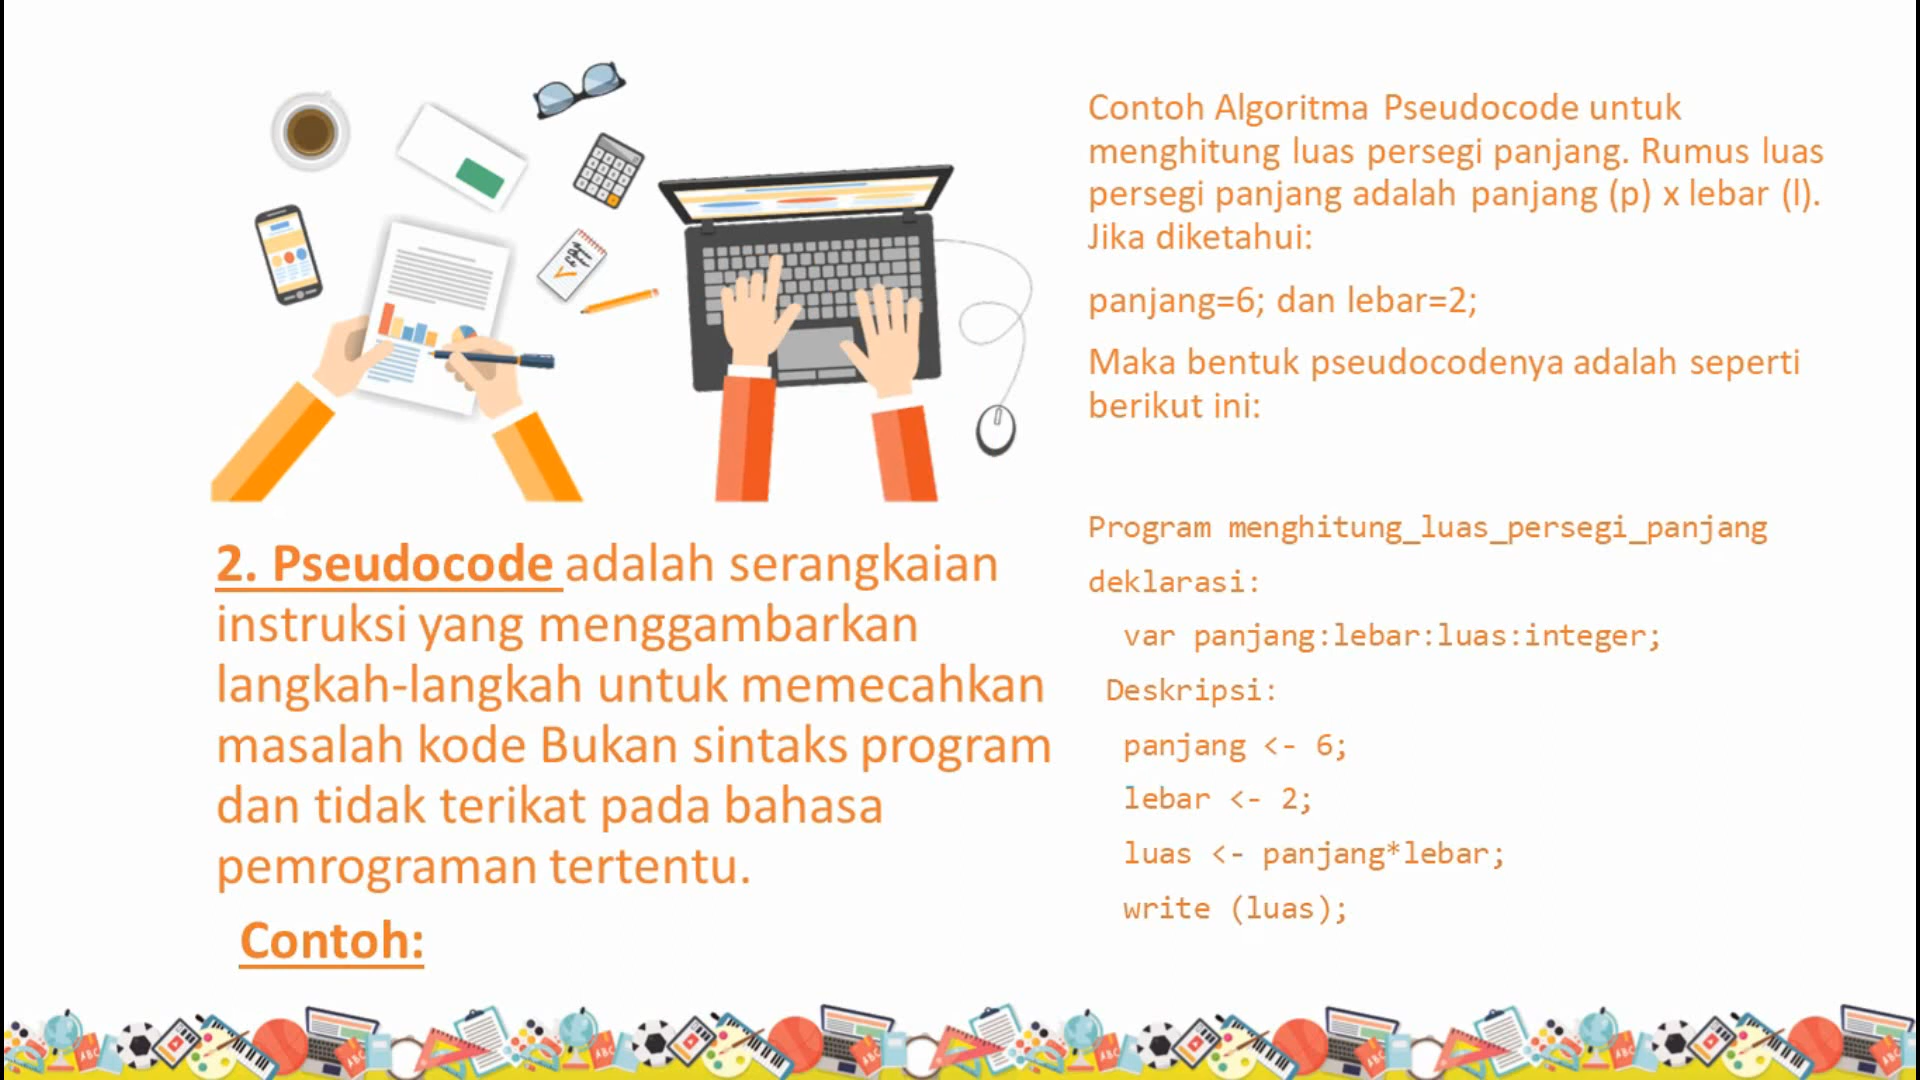 2. Pseudocode adalah serangkaian
instruksi yang menggambarkan
langkah-langkah untuk memecahkan
masalah kode Bukan sintaks program
dan tidak terikat pada bahasa
pemrograman tertentu.
Contoh:
Contoh Algoritma Pseudocode untuk
menghitung luas persegi panjang. Rumus luas
persegi panjang adalah panjang (p) x lebar (l).
Jika diketahui:
panjang=6; dan lebar=2;
Maka bentuk pseudocodenya adalah seperti
berikut ini:
Program menghitung_luas_persegi_panjang
deklarasi:
var panjang:lebar:luas:integer;
Deskripsi:
panjang <- 6;
lebar <- 2;
luas <- panjang*lebar;
write (luas);